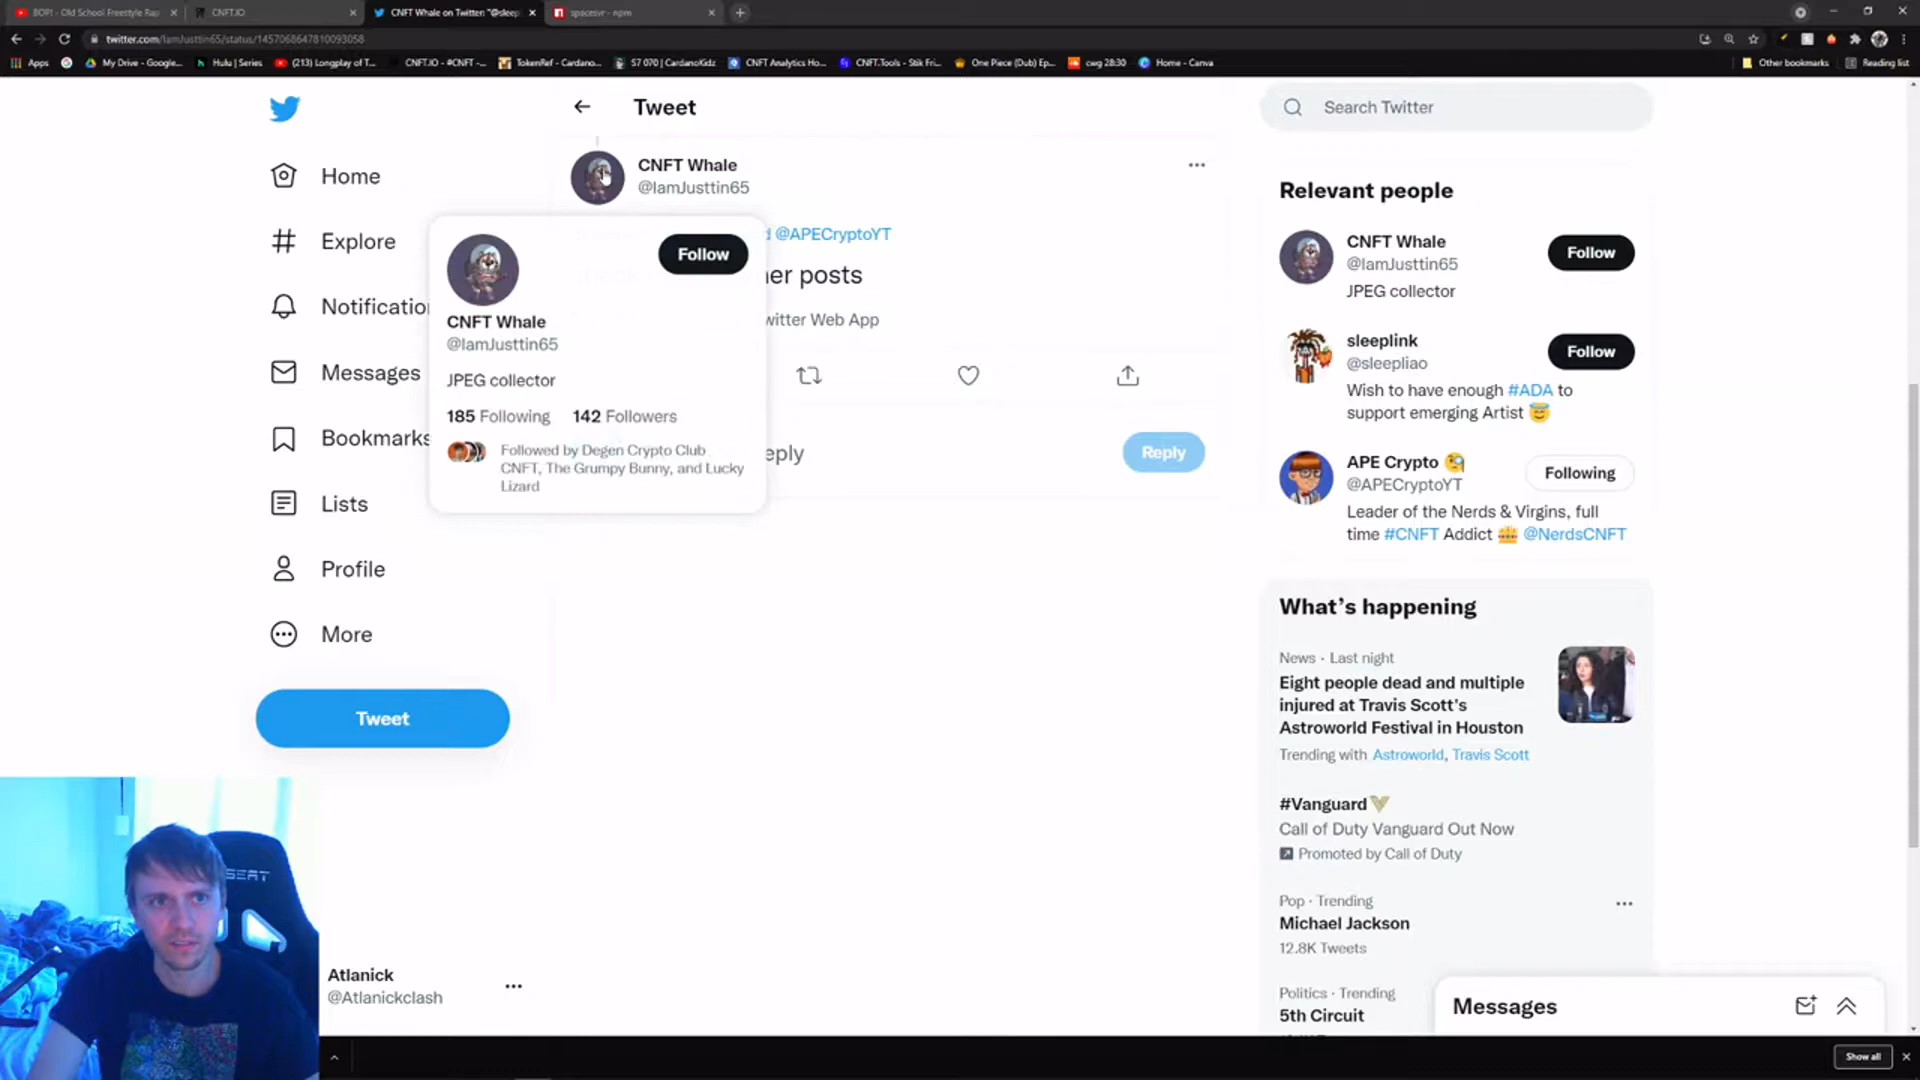 BOP! - Old School Freestyle Rap
CNFT.IO
CNFT Whale on Twitter: "@sleep
spacesvr - npm
twitter.com/IamJusttin65/status/1457068647810093058
Apps
My Drive - Google...
Hulu | Series
(213) Longplay of T...
CNFT.IO - #CNFT -...
TokenRef - Cardano...
S7 070 | CardanoKidz
CNFT Analytics Ho...
CNFT.Tools - Stik Fri...
One Piece (Dub) Ep...
cwg 28:30
Home - Canva
Other bookmarks
Reading list
Home
Explore
Notificatio
Messages
Bookmarks
Lists
Profile
More
Tweet
Atlanick
@Atlanickclash
Tweet
CNFT Whale
@IamJusttin65
@APECryptoYT
her posts
witter Web App
eply
Reply
CNFT Whale
@IamJusttin65
Follow
JPEG collector
185 Following 142 Followers
Followed by Degen Crypto Club
CNFT, The Grumpy Bunny, and Lucky
Lizard
Search Twitter
Relevant people
CNFT Whale
@IamJusttin65
Follow
JPEG collector
sleeplink
@sleepliao
Follow
Wish to have enough #ADA to
support emerging Artist
APE Crypto
@APECryptoYT
Following
Leader of the Nerds & Virgins, full
time #CNFT Addict @NerdsCNFT
What's happening
News · Last night
Eight people dead and multiple
injured at Travis Scott's
Astroworld Festival in Houston
Trending with Astroworld, Travis Scott
#Vanguard
Call of Duty Vanguard Out Now
Promoted by Call of Duty
Pop · Trending
Michael Jackson
12.8K Tweets
Politics · Trending
5th Circuit
Messages
Show all